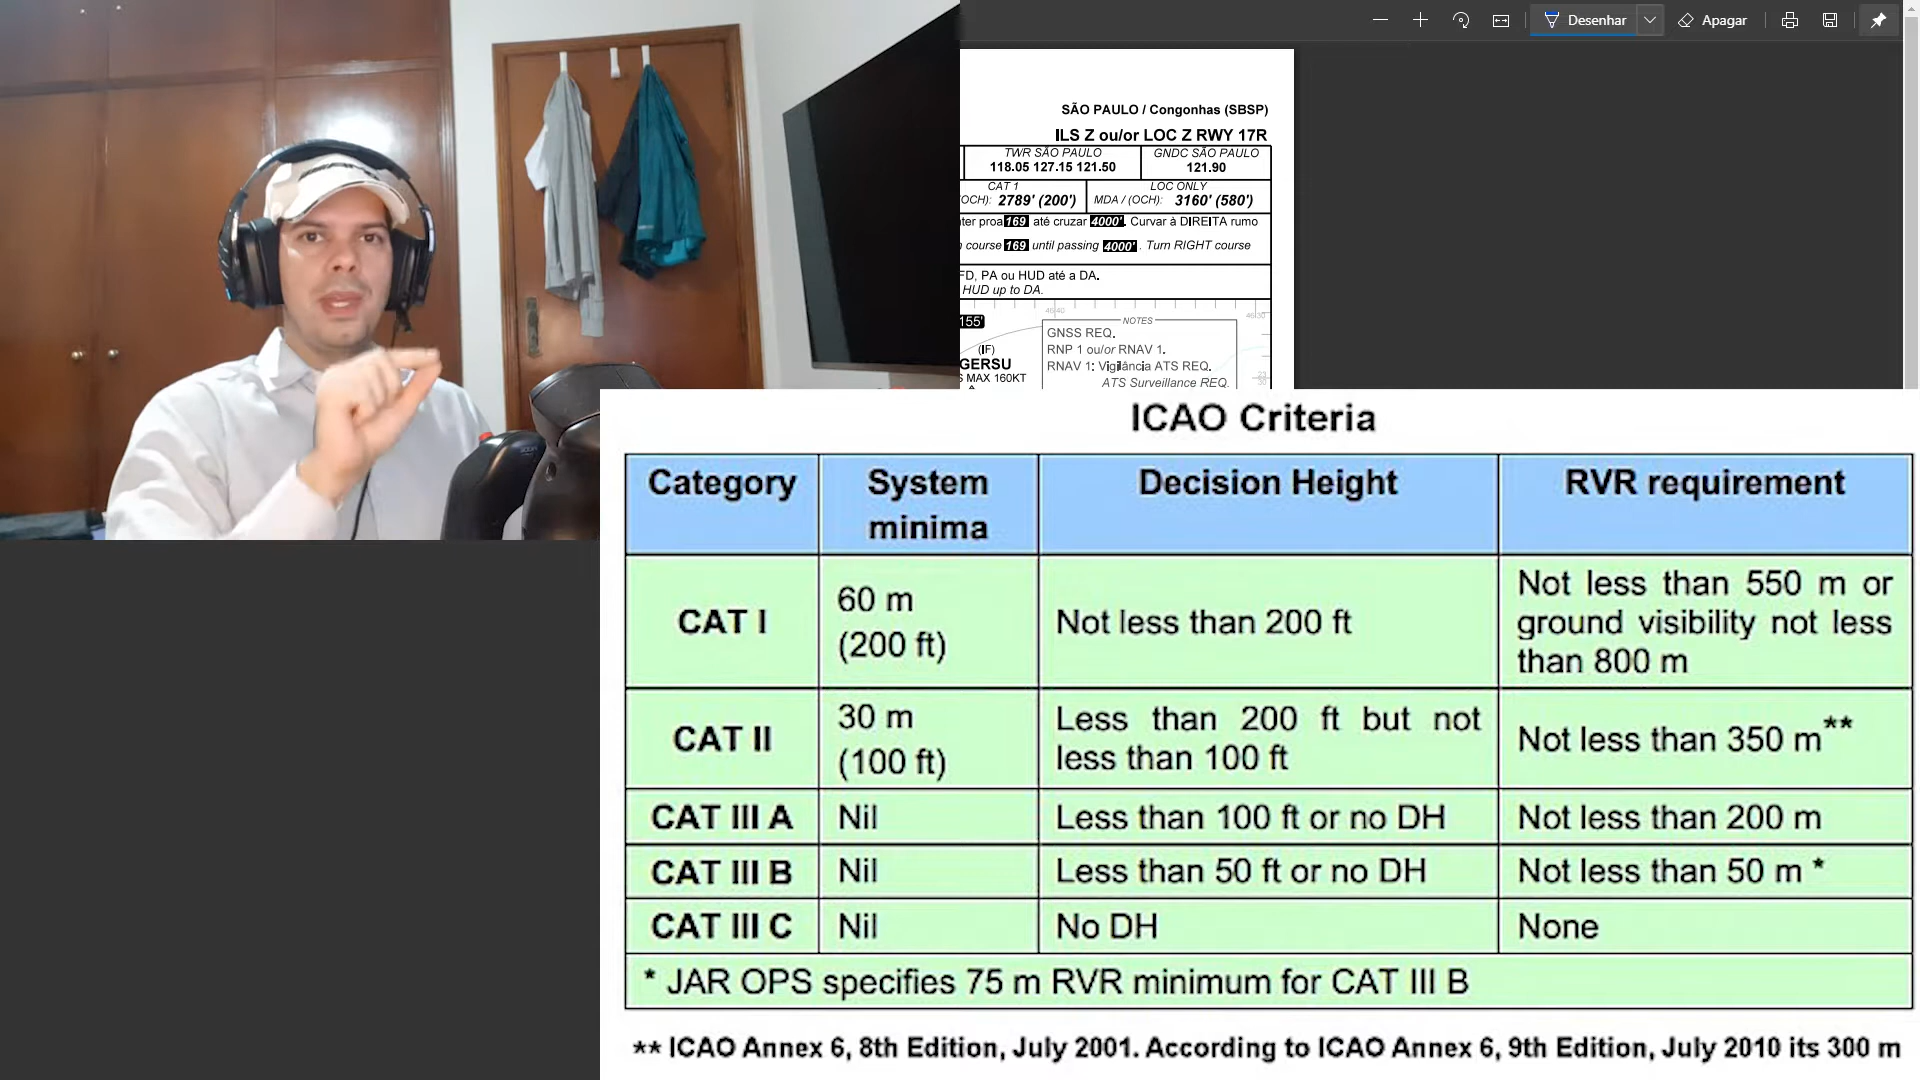 Desenhar
Apagar
SÃO PAULO / Congonhas (SBSP)
ILS Z ou/or LOC Z RWY 17R
TWR SÃO PAULO
118.05 127.15 121.50
GNDC SÃO PAULO
121.90
CAT 1
(OCH): 2789' (200')
LOC ONLY
MDA / (OCH): 3160' (580')
nter proa 169 até cruzar 4000'. Curvar à DIREITA rumo
course 169 until passing 4000'. Turn RIGHT course
FD, PA ou HUD até a DA.
HUD up to DA.
46 40
46 30
155'
(IF)
GERSU
S MAX 160KT
NOTES
GNSS REQ.
RNP 1 ou/or RNAV 1.
RNAV 1: Vigilância ATS REQ.
ATS Surveillance REQ.
ICAO Criteria
Category
System
minima
Decision Height
RVR requirement
CAT I
60 m
(200 ft)
Not less than 200 ft
Not less than 550 m or
ground visibility not less
than 800 m
CAT II
30 m
(100 ft)
Less than 200 ft but not
less than 100 ft
Not less than 350 m**
CAT III A
Nil
Less than 100 ft or no DH
Not less than 200 m
CAT III B
Nil
Less than 50 ft or no DH
Not less than 50 m *
CAT III C
Nil
No DH
None
* JAR OPS specifies 75 m RVR minimum for CAT III B
** ICAO Annex 6, 8th Edition, July 2001. According to ICAO Annex 6, 9th Edition, July 2010 its 300 m